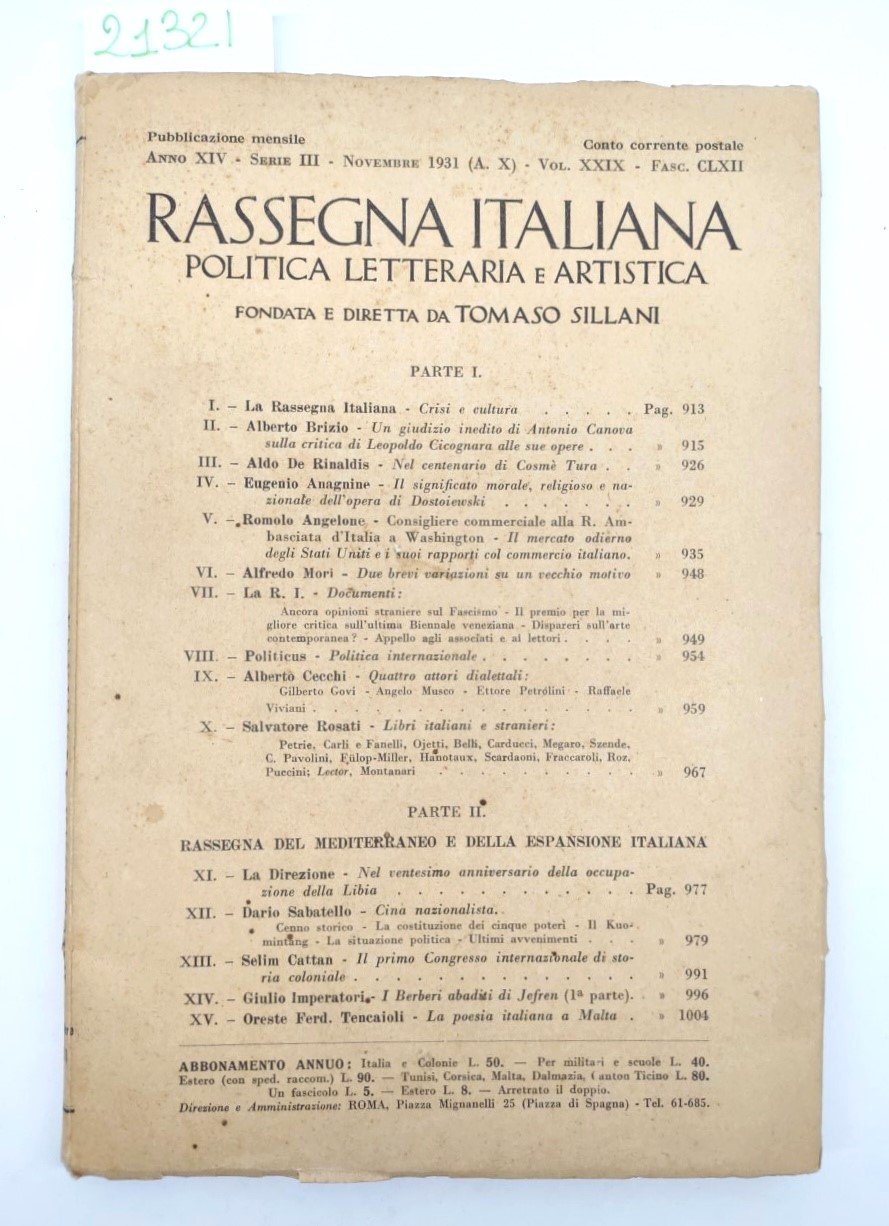 21321
Pubblicazione mensile
Conto corrente postale
ANNO XIV - SERIE III - NOVEMBRE 1931 (A. X) - VOL. XXIX - FASC. CLXII
RASSEGNA ITALIANA
POLITICA LETTERARIA E ARTISTICA
FONDATA E DIRETTA DA TOMASO SILLANI
PARTE I.
I. – La Rassegna Italiana - Crisi e cultura . . . . . Pag. 913
II. – Alberto Brizio - Un giudizio inedito di Antonio Canova
sulla critica di Leopoldo Cicognara alle sue opere . . . » 915
III. – Aldo De Rinaldis - Nel centenario di Cosmè Tura . . » 926
IV. – Eugenio Anagnine - Il significato morale, religioso e na-
zionale dell'opera di Dostoiewski . . . . . . . » 929
V. – Romolo Angelone - Consigliere commerciale alla R. Am-
basciata d'Italia a Washington - Il mercato odierno
degli Stati Uniti e i suoi rapporti col commercio italiano. » 935
VI. – Alfredo Mori – Due brevi variazioni su un vecchio motivo » 948
VII. – La R. I. - Documenti:
Ancora opinioni straniere sul Fascismo - Il premio per la mi-
gliore critica sull'ultima Biennale veneziana - Dispareri sull'arte
contemporanea? - Appello agli associati e ai lettori . . . . » 949
VIII. – Politicus - Politica internazionale . . . . . . . . » 954
IX. – Alberto Cecchi - Quattro attori dialettali:
Gilberto Govi - Angelo Musco - Ettore Petrolini - Raffaele
Viviani . . . . . . . . . . . . . . » 959
X. – Salvatore Rosati - Libri italiani e stranieri:
Petrie, Carli e Fanelli, Ojetti, Belli, Carducci, Megaro, Szende,
C. Pavolini, Fülop-Miller, Hanotaux, Scardaoni, Fraccaroli, Roz,
Puccini; Lector, Montanari . . . . . . . . . » 967
PARTE II.
RASSEGNA DEL MEDITERRANEO E DELLA ESPANSIONE ITALIANA
XI. – La Direzione - Nel ventesimo anniversario della occupa-
zione della Libia . . . . . . . . . . . . Pag. 977
XII. – Dario Sabatello - Cina nazionalista.
Cenno storico - La costituzione dei cinque poteri - Il Kuo-
mintang - La situazione politica - Ultimi avvenimenti . . . » 979
XIII. – Selim Cattan - Il primo Congresso internazionale di sto-
ria coloniale . . . . . . . . . . . . . » 991
XIV. – Giulio Imperatori - I Berberi abaditi di Jefren (1ª parte). . » 996
XV. – Oreste Ferd. Tencaioli - La poesia italiana a Malta . » 1004
ABBONAMENTO ANNUO: Italia e Colonie L. 50. — Per militari e scuole L. 40.
Estero (con sped. raccom.) L. 90. — Tunisi, Corsica, Malta, Dalmazia, Canton Ticino L. 80.
Un fascicolo L. 5. — Estero L. 8. — Arretrato il doppio.
Direzione e Amministrazione: ROMA, Piazza Mignanelli 25 (Piazza di Spagna) - Tel. 61-685.